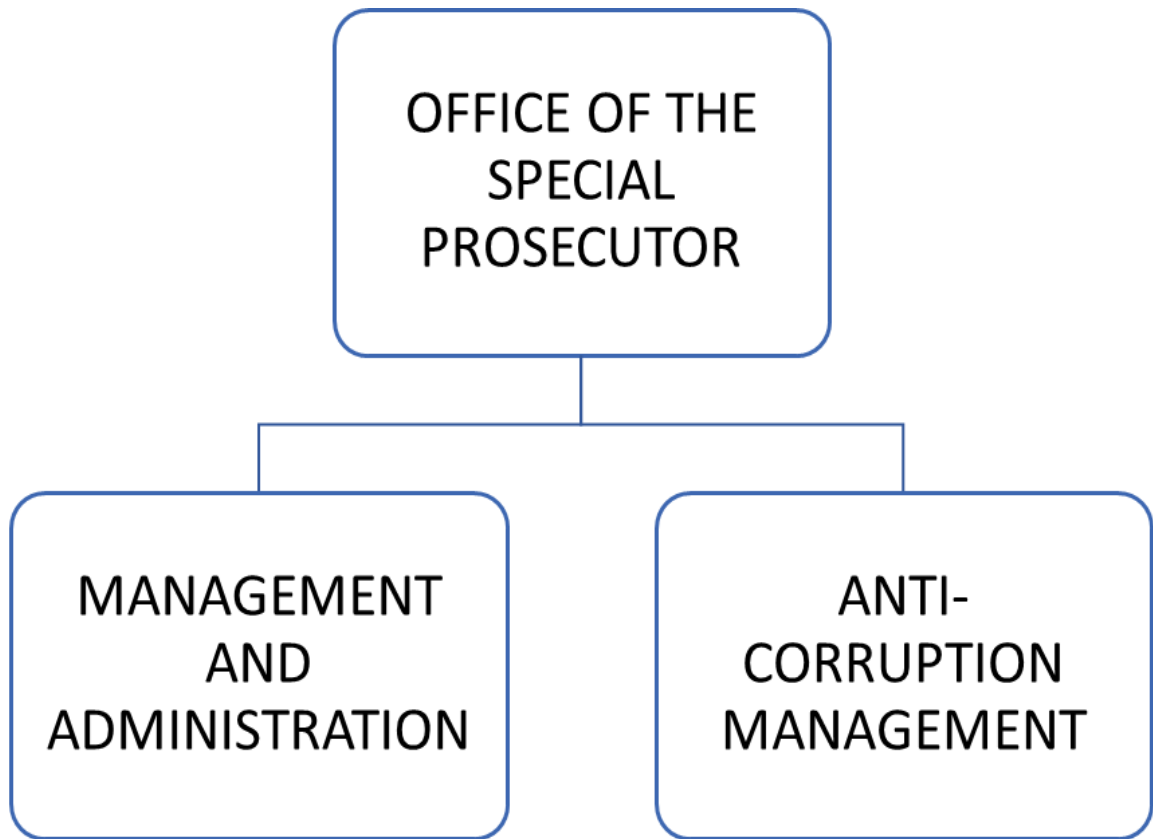 OFFICE OF THE
SPECIAL
PROSECUTOR
MANAGEMENT
AND
ADMINISTRATION
ANTI-
CORRUPTION
MANAGEMENT